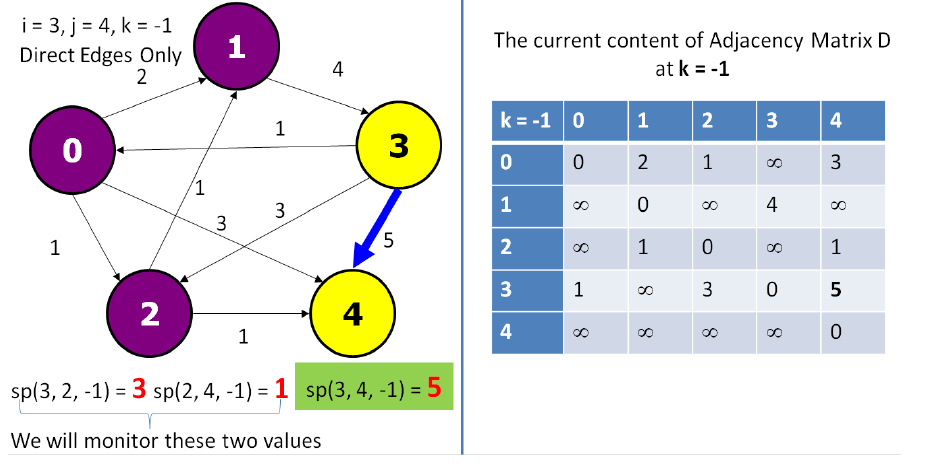 i = 3, j = 4, k = -1
Direct Edges Only
1
2
4
0
1
3
1
3
3
5
1
2
1
4
sp(3, 2, -1) = 3 sp(2, 4, -1) = 1 sp(3, 4, -1) = 5
We will monitor these two values
The current content of Adjacency Matrix D
at k = -1
k = -1 0 1 2 3 4
0 0 2 1 ∞ 3
1 ∞ 0 ∞ 4 ∞
2 ∞ 1 0 ∞ 1
3 1 ∞ 3 0 5
4 ∞ ∞ ∞ ∞ 0